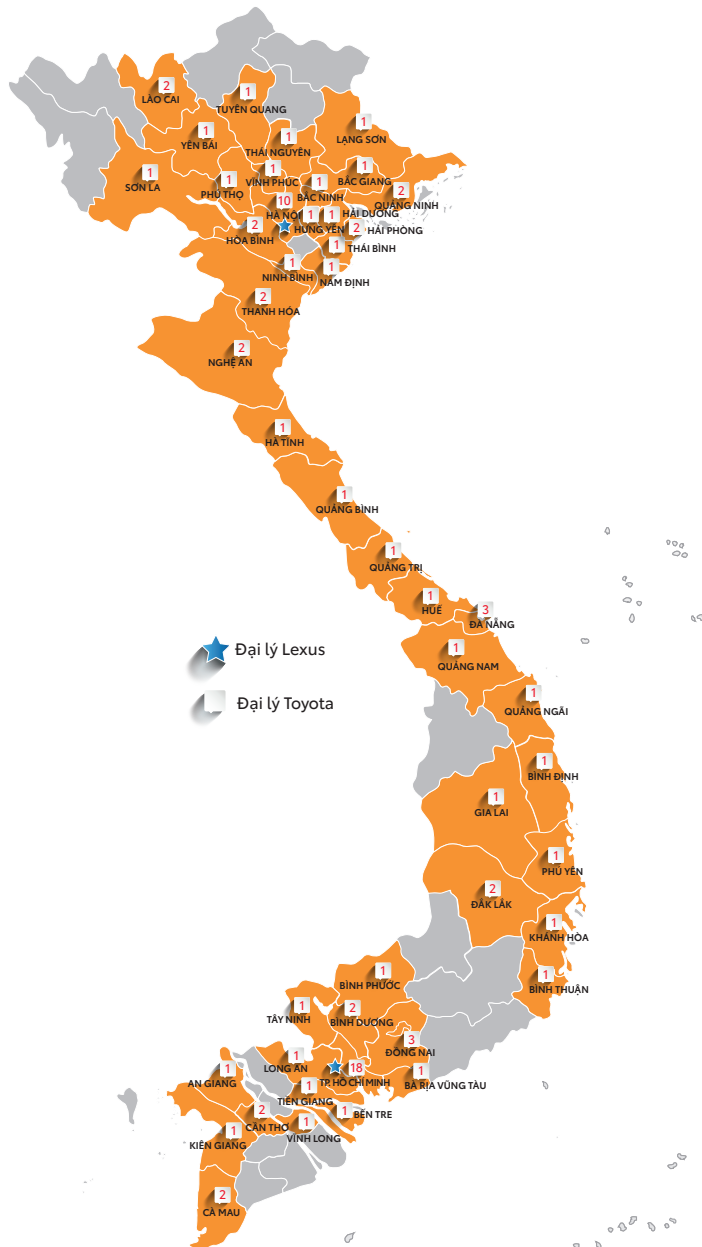 2
LÀO CAI
1
TUYÊN QUANG
1
YÊN BÁI
1
THÁI NGUYÊN
1
LẠNG SƠN
1
SƠN LA
1
PHÚ THỌ
1
VĨNH PHÚC
1
BẮC NINH
1
BẮC GIANG
2
QUẢNG NINH
10
HÀ NỘI
1
HƯNG YÊN
1
HẢI DƯƠNG
2
HẢI PHÒNG
2
HÒA BÌNH
1
THÁI BÌNH
1
NINH BÌNH
1
NAM ĐỊNH
2
THANH HÓA
2
NGHỆ AN
1
HÀ TĨNH
1
QUẢNG BÌNH
1
QUẢNG TRỊ
1
HUẾ
3
ĐÀ NẴNG
Đại lý Lexus
Đại lý Toyota
1
QUẢNG NAM
1
QUẢNG NGÃI
1
BÌNH ĐỊNH
1
GIA LAI
1
PHÚ YÊN
2
ĐẮK LẮK
1
KHÁNH HÒA
1
BÌNH THUẬN
1
BÌNH PHƯỚC
1
TÂY NINH
2
BÌNH DƯƠNG
3
ĐỒNG NAI
1
LONG AN
18
TP. HỒ CHÍ MINH
1
BÀ RỊA VŨNG TÀU
1
AN GIANG
1
TIỀN GIANG
1
BẾN TRE
2
CẦN THƠ
1
VĨNH LONG
1
KIÊN GIANG
2
CÀ MAU